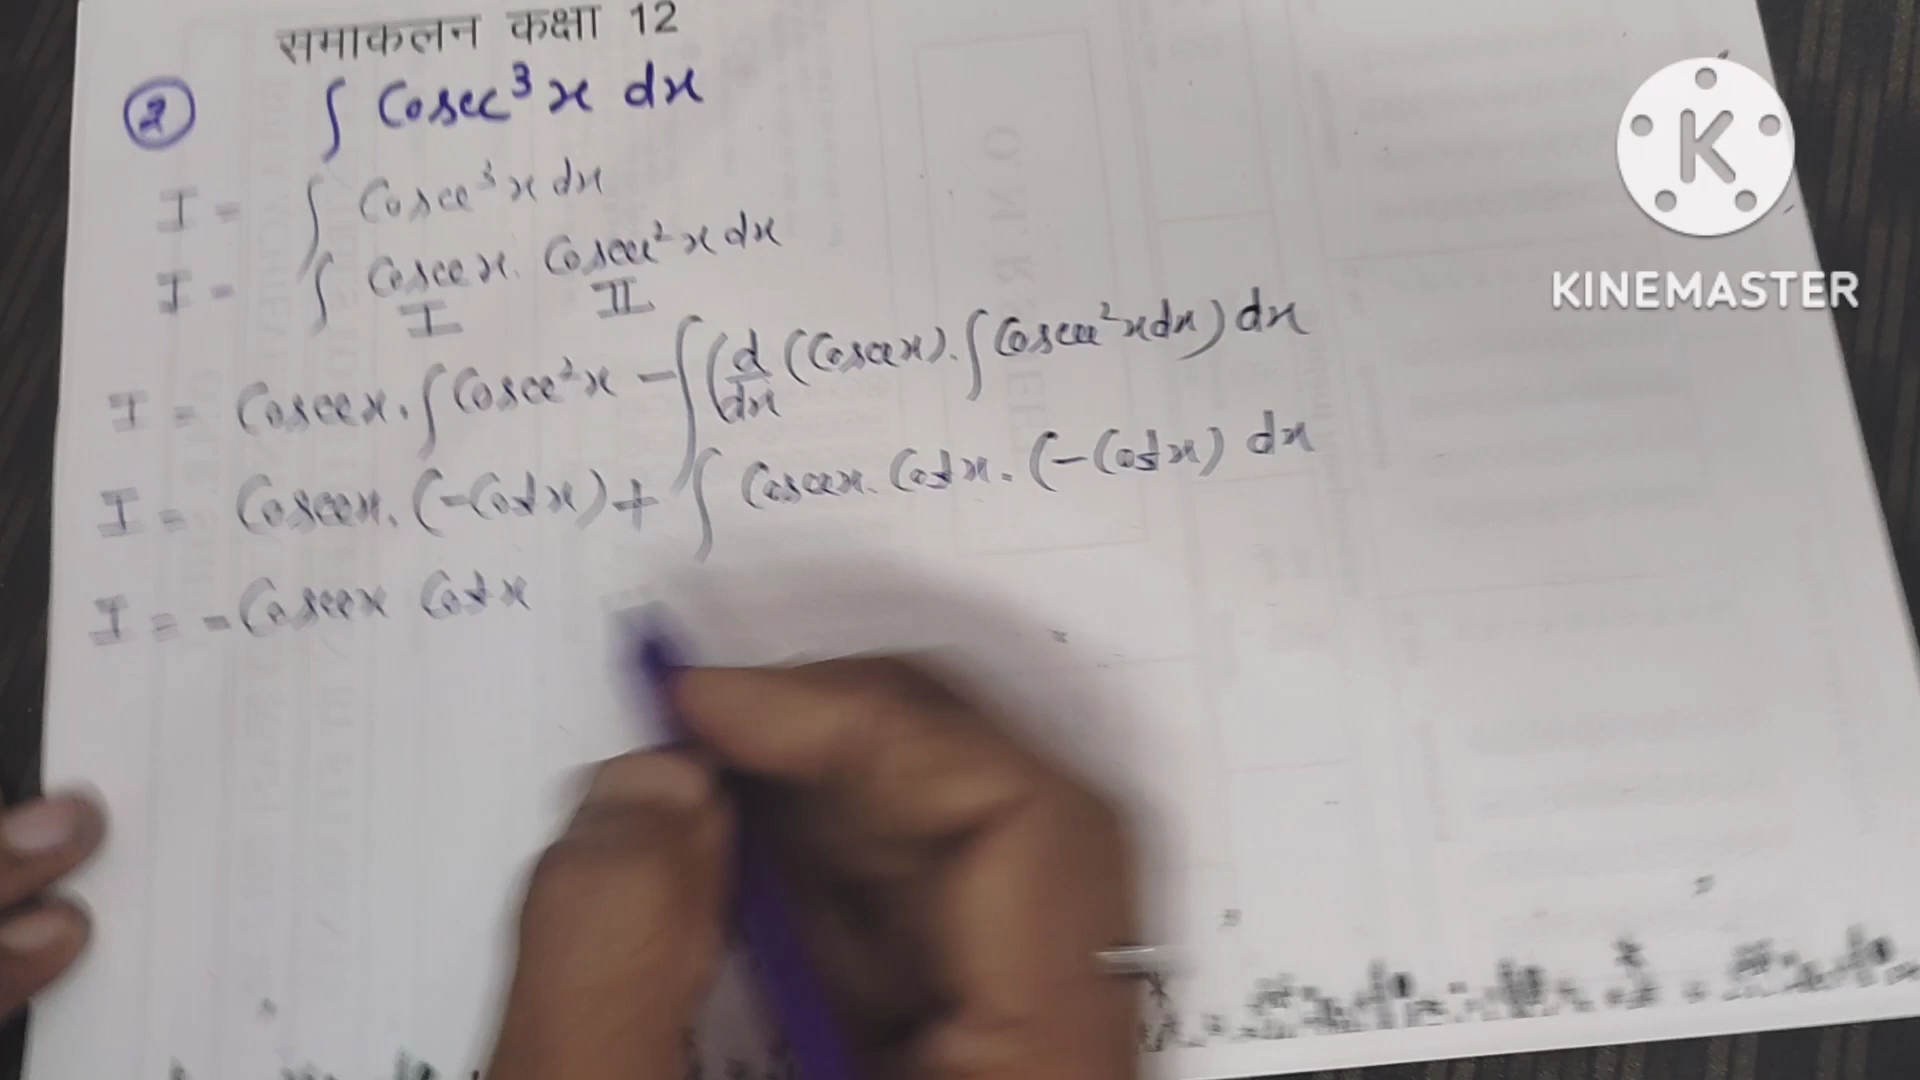 समाकलन कक्षा 12
② ∫ Cosec³x dx
I = ∫ Cosec³x dx
I = ∫ Cosecx. Cosec²x dx
I II
I = Cosecx. ∫ Cosec²x - ∫ (d/dx (Cosecx). ∫ Cosec²x dx) dx
I = Cosecx. (-Cotx) + ∫ Cosecx. Cotx. (-Cotx) dx
I = -Cosecx Cotx
K
KINEMASTER